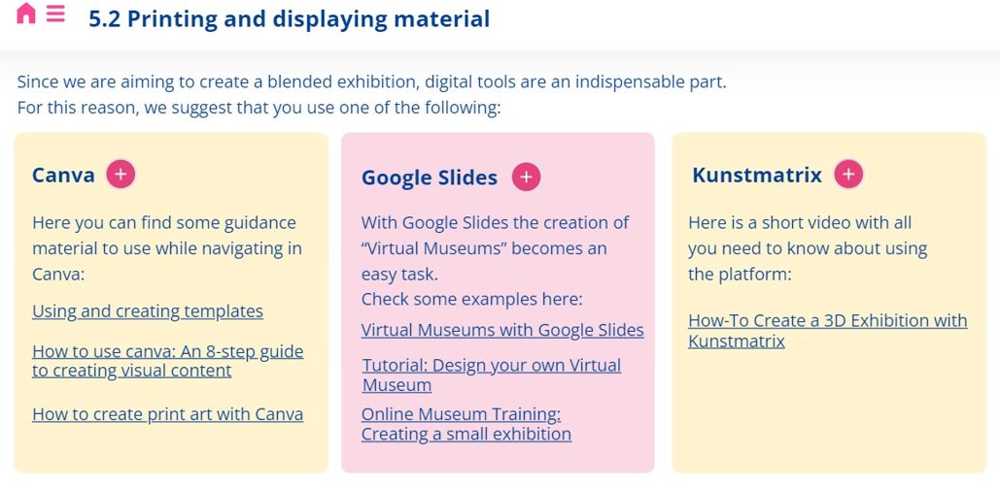 5.2 Printing and displaying material
Since we are aiming to create a blended exhibition, digital tools are an indispensable part.
For this reason, we suggest that you use one of the following:
Canva
Here you can find some guidance
material to use while navigating in
Canva:
Using and creating templates
How to use canva: An 8-step guide
to creating visual content
How to create print art with Canva
Google Slides
With Google Slides the creation of
“Virtual Museums” becomes an
easy task.
Check some examples here:
Virtual Museums with Google Slides
Tutorial: Design your own Virtual
Museum
Online Museum Training:
Creating a small exhibition
Kunstmatrix
Here is a short video with all
you need to know about using
the platform:
How-To Create a 3D Exhibition with
Kunstmatrix